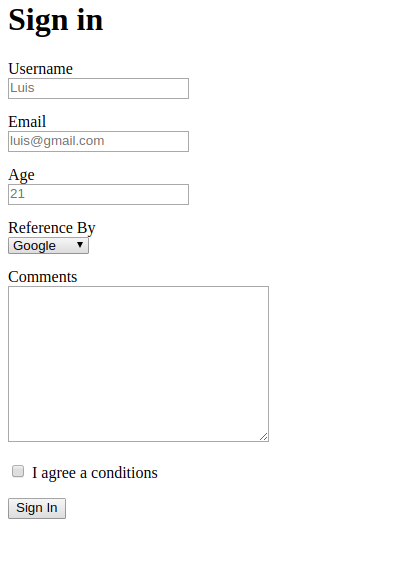 Sign in
Username
Luis
Email
luis@gmail.com
Age
21
Reference By
Google
Comments
I agree a conditions
Sign In